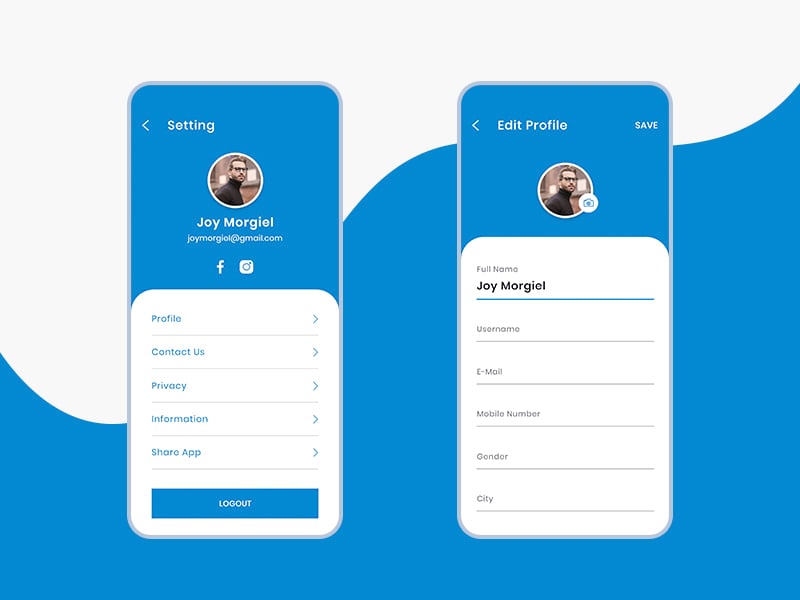 Setting
Joy Morgiel
joymorgiel@gmail.com
Profile
Contact Us
Privacy
Information
Share App
LOGOUT
Edit Profile
SAVE
Full Name
Joy Morgiel
Username
E-Mail
Mobile Number
Gender
City